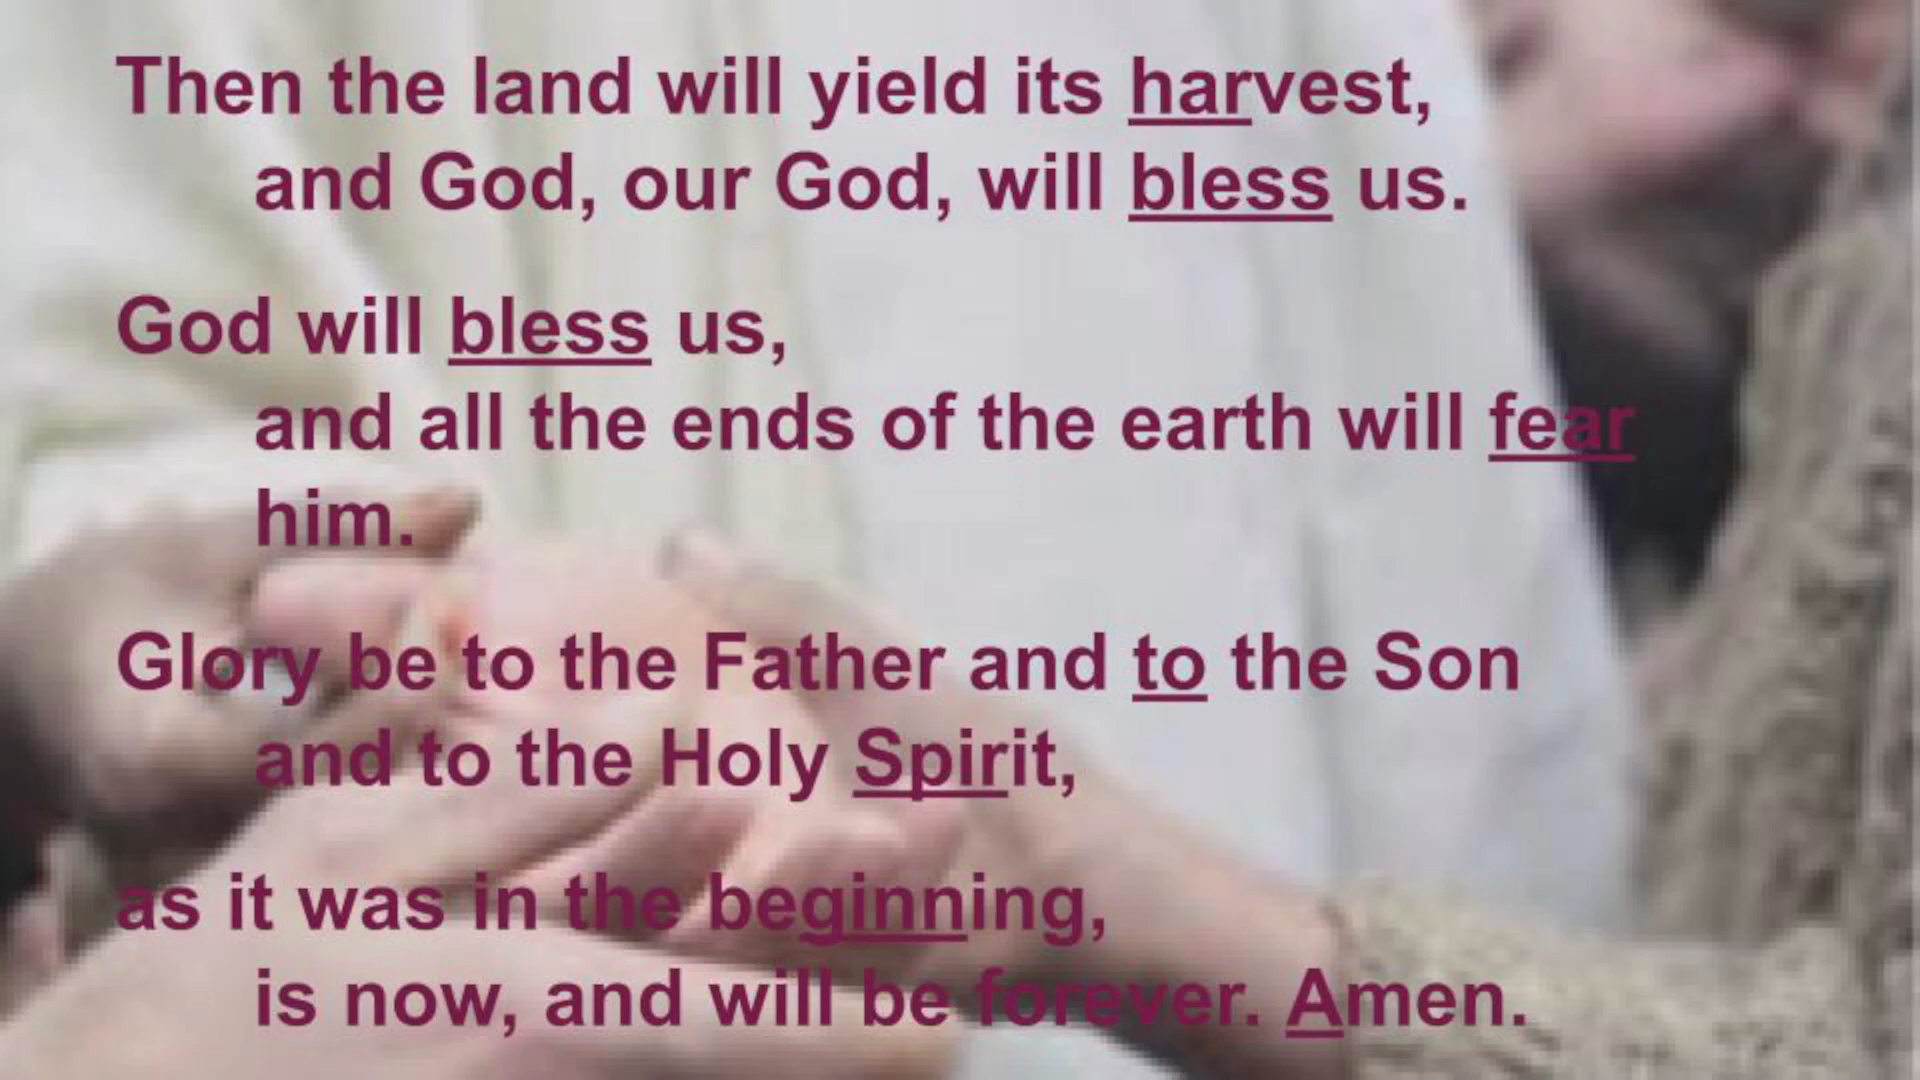 Then the land will yield its harvest,
and God, our God, will bless us.
God will bless us,
and all the ends of the earth will fear
him.
Glory be to the Father and to the Son
and to the Holy Spirit,
as it was in the beginning,
is now, and will be forever. Amen.